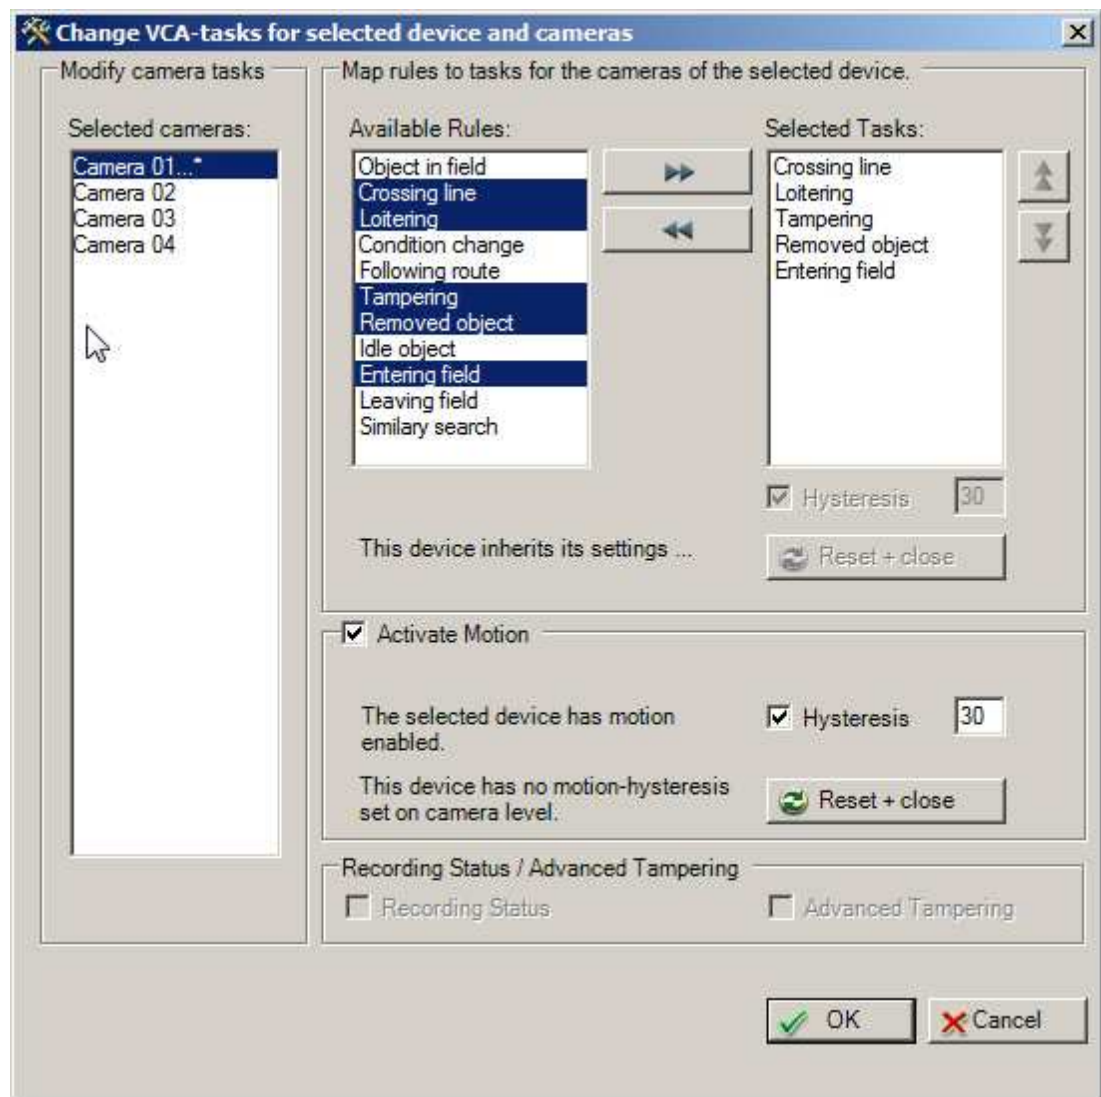 Change VCA-tasks for selected device and cameras
Modify camera tasks
Selected cameras:
Camera 01...*
Camera 02
Camera 03
Camera 04
Map rules to tasks for the cameras of the selected device.
Available Rules:
Object in field
Crossing line
Loitering
Condition change
Following route
Tampering
Removed object
Idle object
Entering field
Leaving field
Similary search
Selected Tasks:
Crossing line
Loitering
Tampering
Removed object
Entering field
Hysteresis 30
This device inherits its settings ...
Reset + close
Activate Motion
The selected device has motion
enabled.
Hysteresis 30
This device has no motion-hysteresis
set on camera level.
Reset + close
Recording Status / Advanced Tampering
Recording Status
Advanced Tampering
OK
Cancel